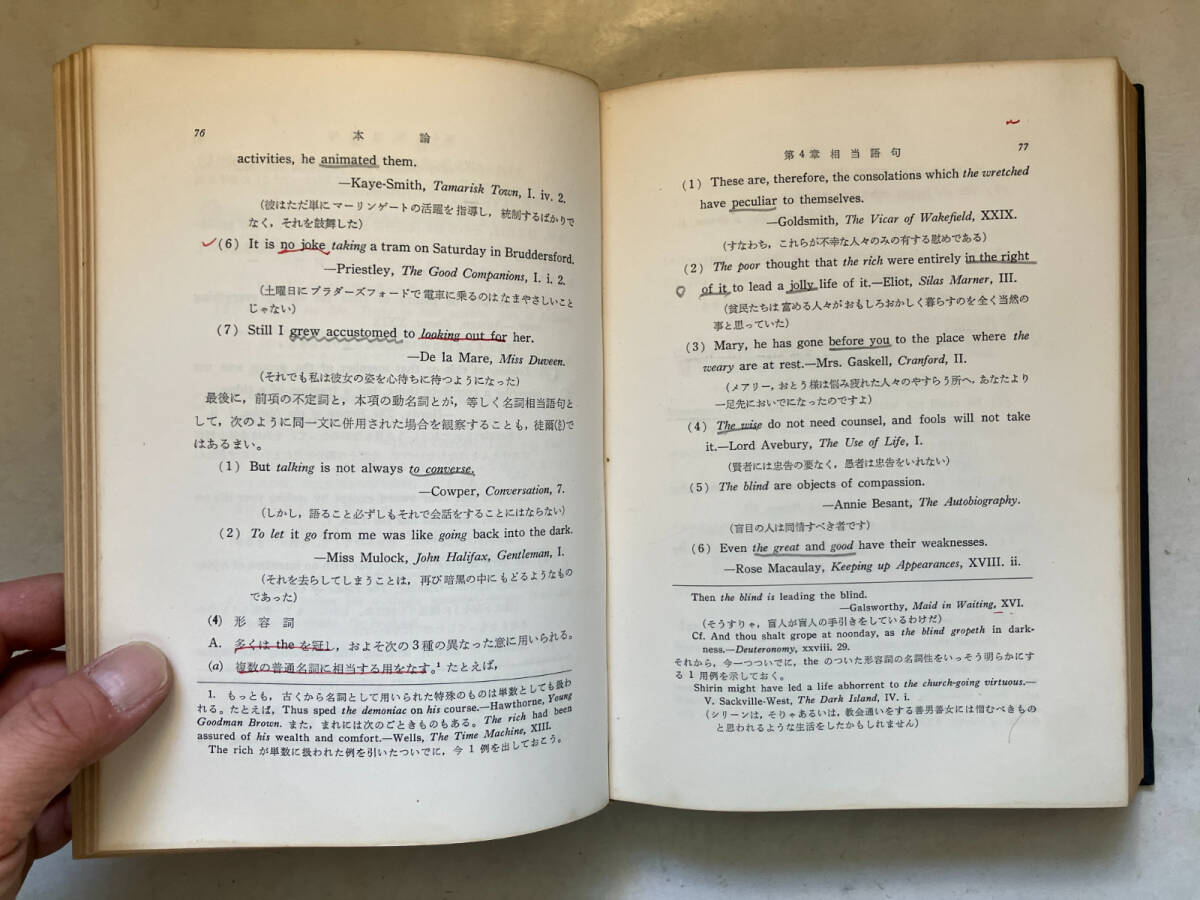 76
本論
activities, he animated them.
—Kaye-Smith, Tamarisk Town, I. iv. 2.
(彼はただ単にマーリンゲートの活躍を指導し, 統制するばかりで
なく, それを鼓舞した)
(6) It is no joke taking a tram on Saturday in Bruddersford.
—Priestley, The Good Companions, I. i. 2.
(土曜日にブラダーズフォードで電車に乗るのはなまやさしいこと
じゃない)
(7) Still I grew accustomed to looking out for her.
—De la Mare, Miss Duveen.
(それでも私は彼女の姿を心待ちに待つようになった)
最後に, 前項の不定詞と, 本項の動名詞とが, 等しく名詞相当語句と
して, 次のように同一文に併用された場合を観察することも, 徒爾(とじ)で
はあるまい。
(1) But talking is not always to converse.
—Cowper, Conversation, 7.
(しかし, 語ること必ずしもそれで会話をすることにはならない)
(2) To let it go from me was like going back into the dark.
—Miss Mulock, John Halifax, Gentleman, I.
(それを去らしてしまうことは, 再び暗黒の中にもどるようなもの
であった)
(4) 形容詞
A. 多くは the を冠し, およそ次の3種の異なった意に用いられる。
(a) 複数の普通名詞に相当する用をなす。¹ たとえば,
1. もっとも, 古くから名詞として用いられた特殊のものは単数としても扱わ
れる。たとえば, Thus sped the demoniac on his course.—Hawthorne, Young
Goodman Brown. また, まれには次のごときものもある。The rich had been
assured of his wealth and comfort.—Wells, The Time Machine, XIII.
The rich が単数に扱われた例を引いたついでに, 今1例を出しておこう。
第4章 相当語句
77
(1) These are, therefore, the consolations which the wretched
have peculiar to themselves.
—Goldsmith, The Vicar of Wakefield, XXIX.
(すなわち, これらが不幸な人々のみの有する慰めである)
(2) The poor thought that the rich were entirely in the right
of it to lead a jolly life of it.—Eliot, Silas Marner, III.
(貧民たちは富める人々がおもしろおかしく暮らすのを全く当然の
事と思っていた)
(3) Mary, he has gone before you to the place where the
weary are at rest.—Mrs. Gaskell, Cranford, II.
(メアリー, おとう様は悩み疲れた人々のやすらう所へ, あなたより
一足先においでになったのですよ)
(4) The wise do not need counsel, and fools will not take
it.—Lord Avebury, The Use of Life, I.
(賢者には忠告の要なく, 愚者は忠告をいれない)
(5) The blind are objects of compassion.
—Annie Besant, The Autobiography.
(盲目の人は同情すべき者です)
(6) Even the great and good have their weaknesses.
—Rose Macaulay, Keeping up Appearances, XVIII. ii.
Then the blind is leading the blind.
—Galsworthy, Maid in Waiting, XVI.
(そうすりゃ, 盲人が盲人の手引きをしているわけだ)
Cf. And thou shalt grope at noonday, as the blind gropeth in dark-
ness.—Deuteronomy, xxviii. 29.
それから, 今一つついでに, the のついた形容詞の名詞性をいっそう明らかにす
る1用例を示しておく。
Shirin might have led a life abhorrent to the church-going virtuous.—
V. Sackville-West, The Dark Island, IV. i.
(シリーンは, そりゃあるいは, 教会通いをする善男善女には憎むべきもの
と思われるような生活をしたかもしれません)